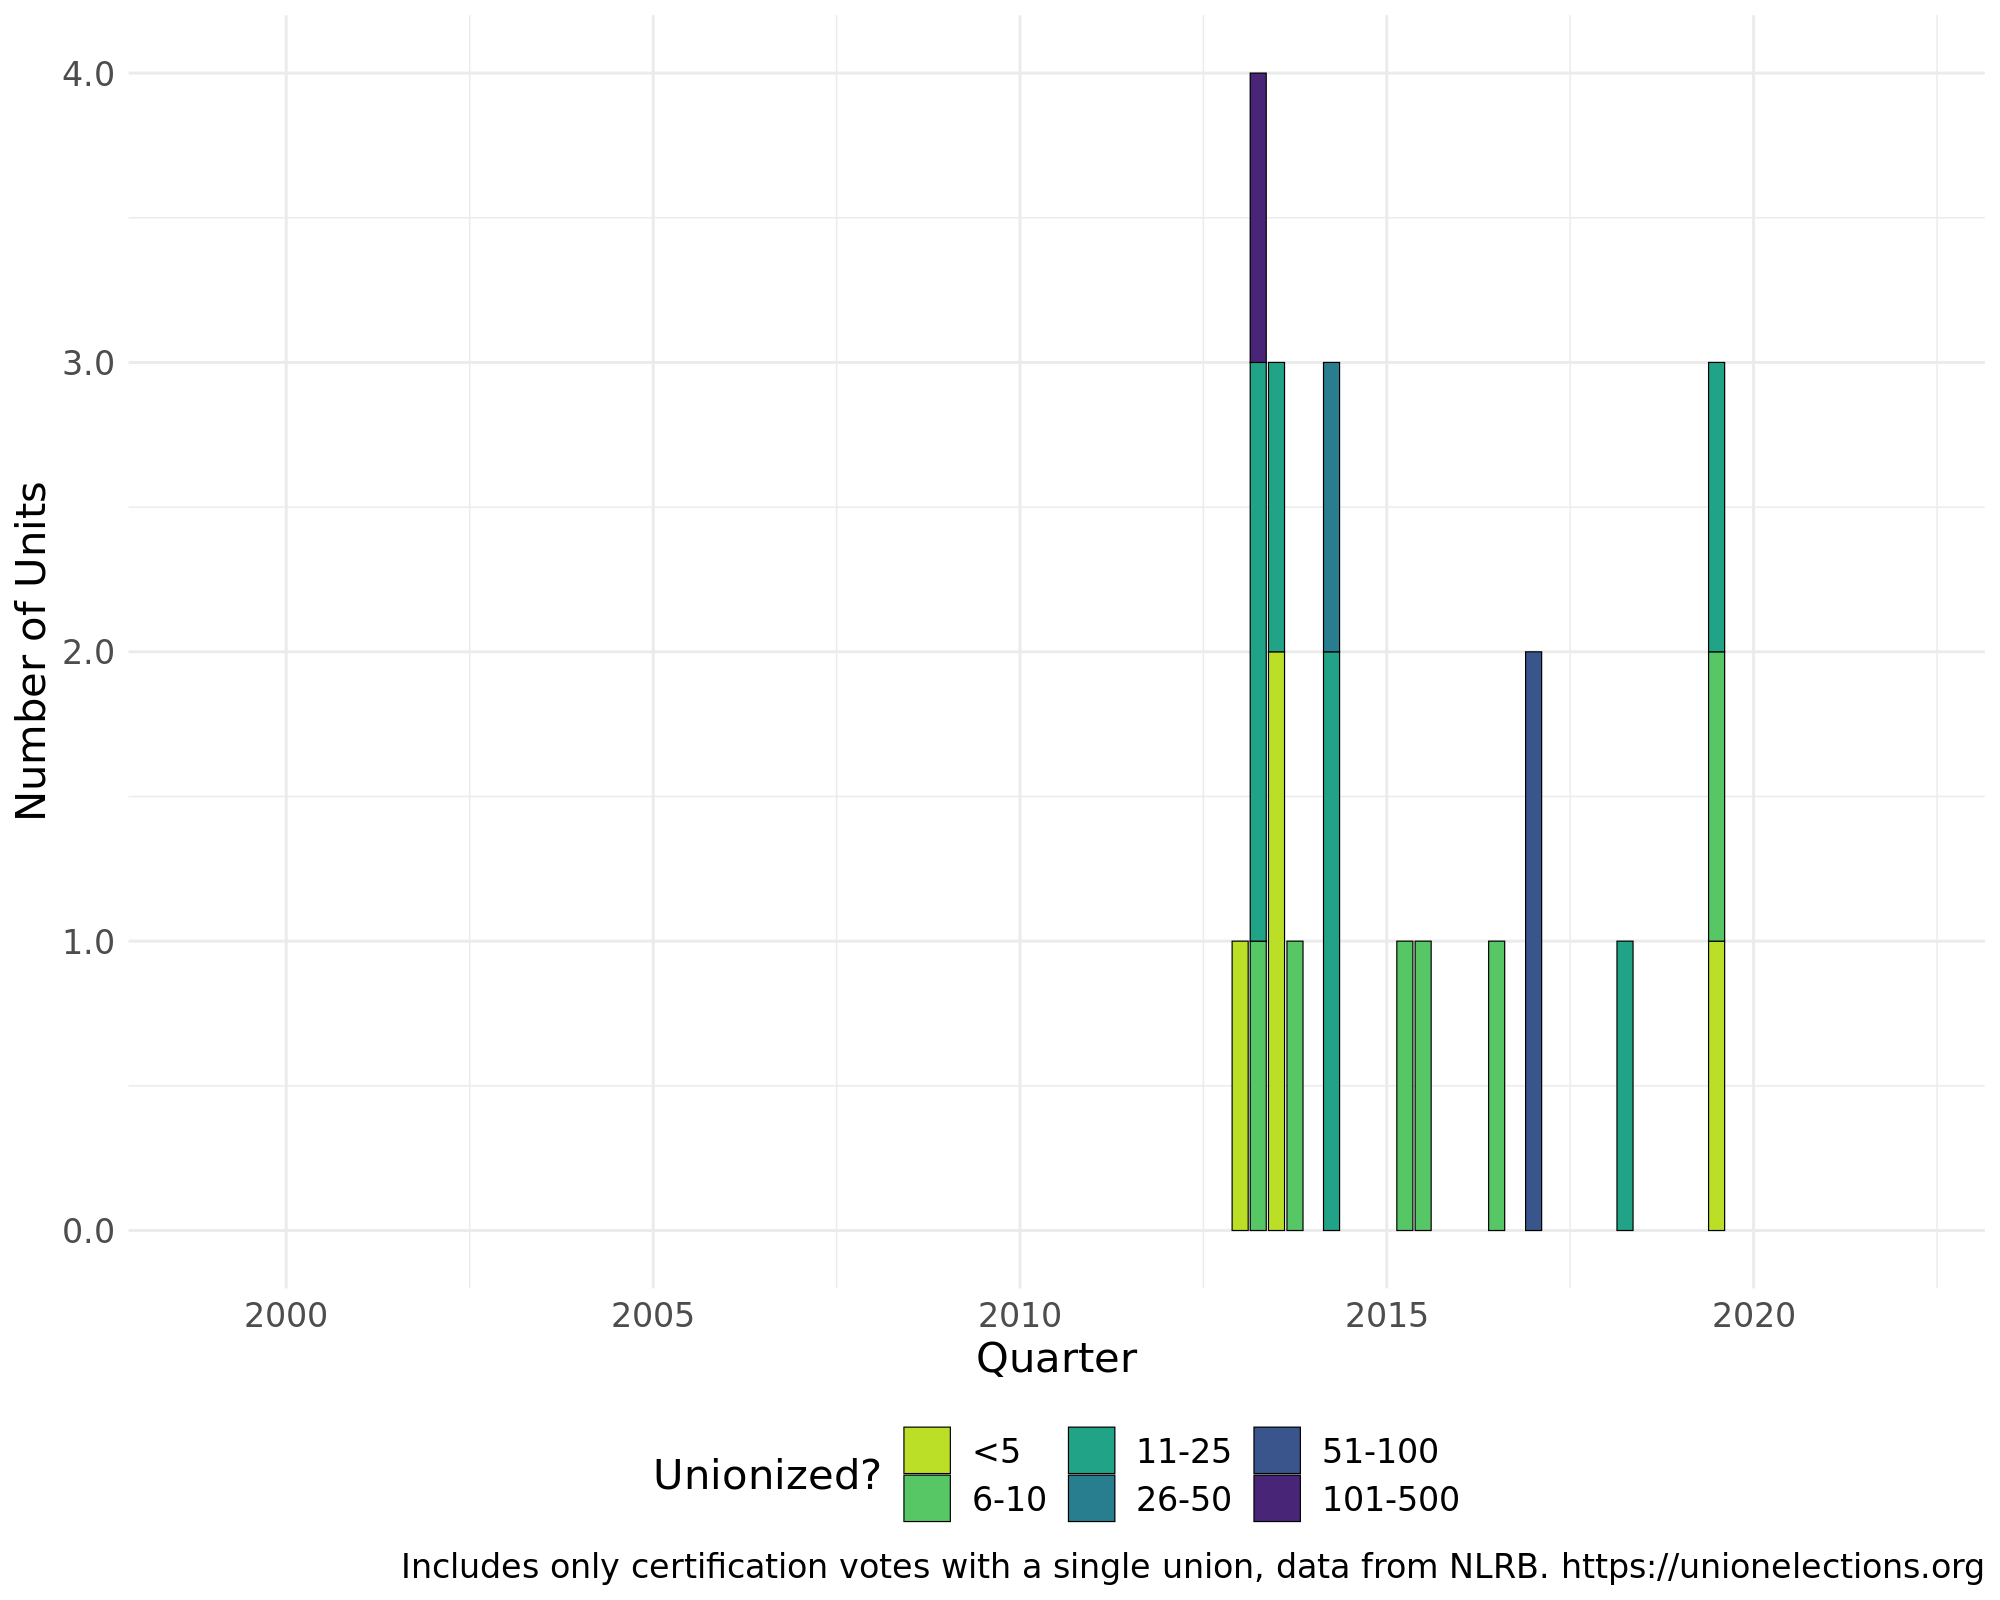 4.0
3.0
2.0
1.0
0.0
Number of Units
2000 2005 2010 2015 2020
Quarter
Unionized?
<5 11-25 51-100
6-10 26-50 101-500
Includes only certification votes with a single union, data from NLRB. https://unionelections.org